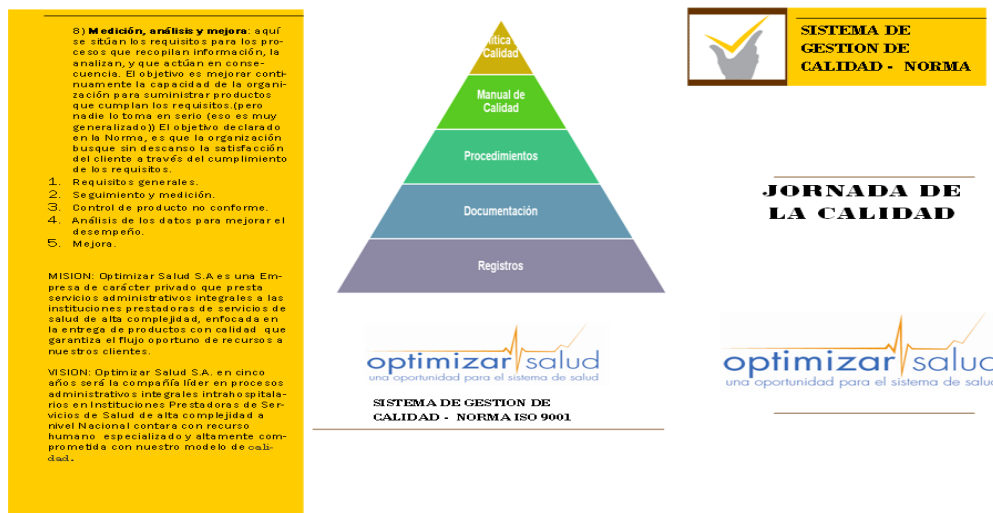 8) Medición, análisis y mejora: aquí
se sitúan los requisitos para los pro-
cesos que recopilan información, la
analizan, y que actúan en conse-
cuencia. El objetivo es mejorar conti-
nuamente la capacidad de la organi-
zación para suministrar productos
que cumplan los requisitos.(pero
nadie lo toma en serio (eso es muy
generalizado)) El objetivo declarado
en la Norma, es que la organización
busque sin descanso la satisfacción
del cliente a través del cumplimiento
de los requisitos.
1. Requisitos generales.
2. Seguimiento y medición.
3. Control de producto no conforme.
4. Análisis de los datos para mejorar el
desempeño.
5. Mejora.
MISION: Optimizar Salud S.A es una Em-
presa de carácter privado que presta
servicios administrativos integrales a las
instituciones prestadoras de servicios de
salud de alta complejidad, enfocada en
la entrega de productos con calidad que
garantiza el flujo oportuno de recursos a
nuestros clientes.
VISION: Optimizar Salud S.A. en cinco
años será la compañía líder en procesos
administrativos integrales intrahospitala-
rios en Instituciones Prestadoras de Ser-
vicios de Salud de alta complejidad a
nivel Nacional contara con recurso
humano especializado y altamente com-
prometida con nuestro modelo de cali-
dad.
Calidad
Manual de
Calidad
Procedimientos
Documentación
Registros
optimizar salud
una oportunidad para el sistema de salud
SISTEMA DE GESTION DE
CALIDAD - NORMA ISO 9001
SISTEMA DE
GESTION DE
CALIDAD - NORMA
JORNADA DE
LA CALIDAD
optimizar salud
una oportunidad para el sistema de salud